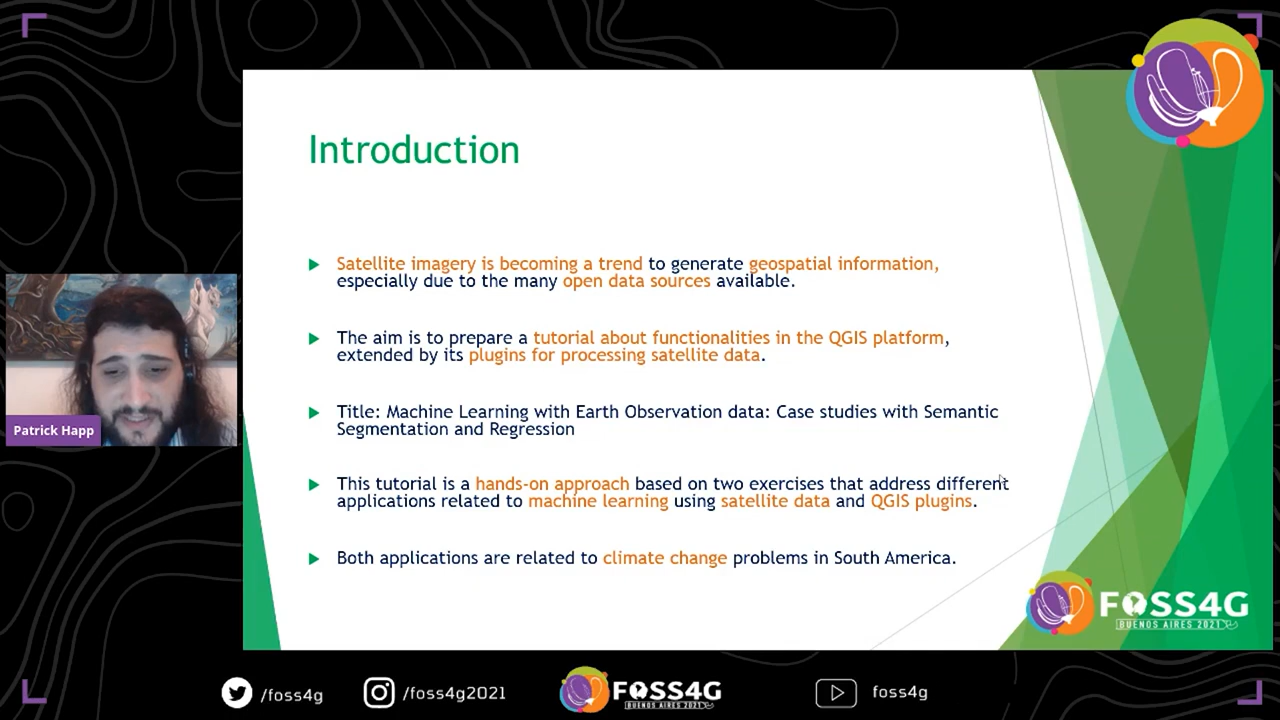 Introduction
Satellite imagery is becoming a trend to generate geospatial information,
especially due to the many open data sources available.
The aim is to prepare a tutorial about functionalities in the QGIS platform,
extended by its plugins for processing satellite data.
Title: Machine Learning with Earth Observation data: Case studies with Semantic
Segmentation and Regression
This tutorial is a hands-on approach based on two exercises that address different
applications related to machine learning using satellite data and QGIS plugins.
Both applications are related to climate change problems in South America.
Patrick Happ
FOSS4G
BUENOS AIRES 2021
/foss4g
/foss4g2021
FOSS4G
BUENOS AIRES 2021
foss4g